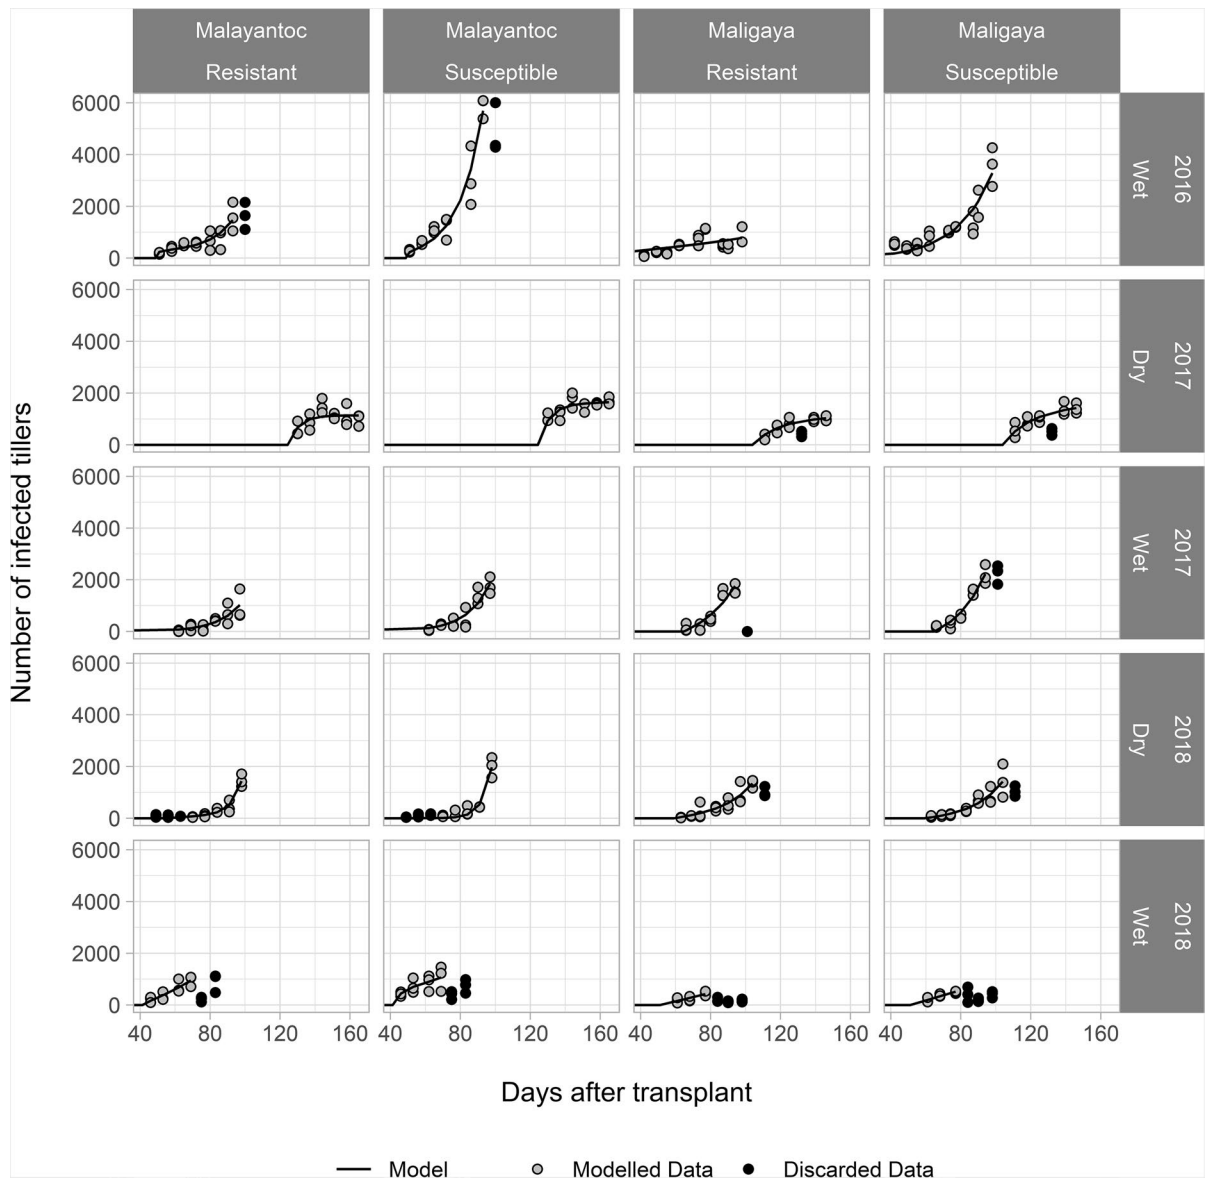 Malayantoc
Resistant
Malayantoc
Susceptible
Maligaya
Resistant
Maligaya
Susceptible
6000
4000
2000
0
2016
Wet
6000
4000
2000
0
2017
Dry
6000
4000
2000
0
2017
Wet
6000
4000
2000
0
2018
Dry
6000
4000
2000
0
2018
Wet
40 80 120 160 40 80 120 160 40 80 120 160 40 80 120 160
Number of infected tillers
Days after transplant
Model Modelled Data Discarded Data